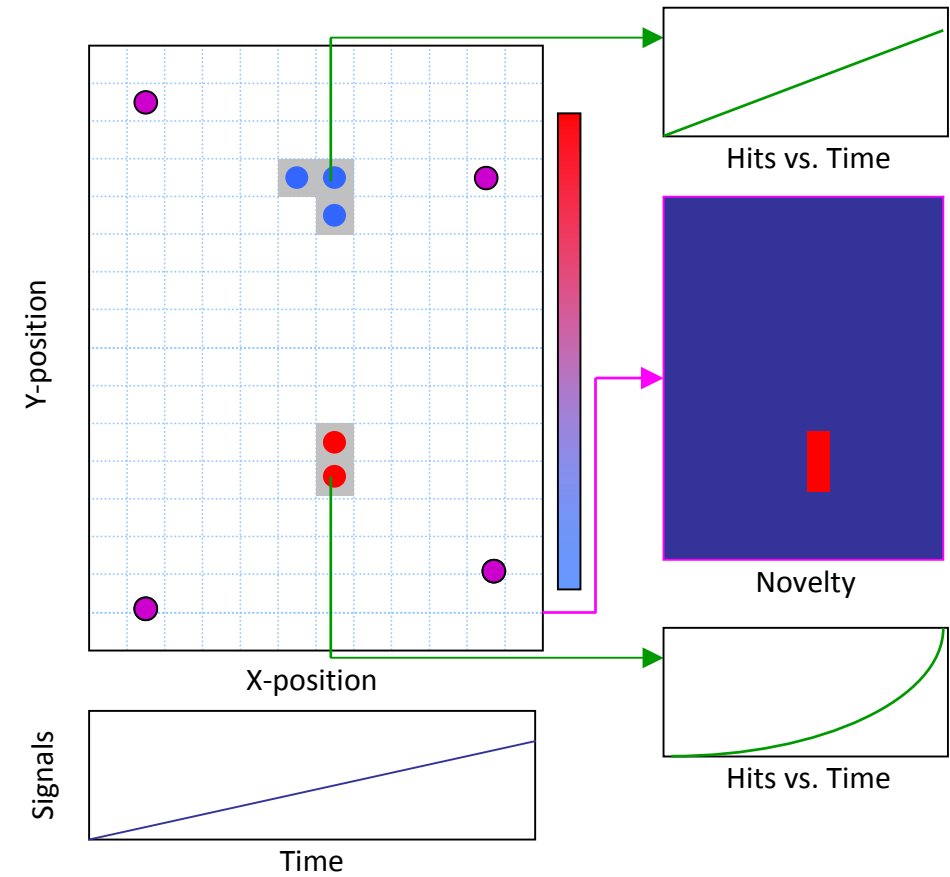 Hits vs. Time
Y-position
Novelty
X-position
Signals
Hits vs. Time
Time